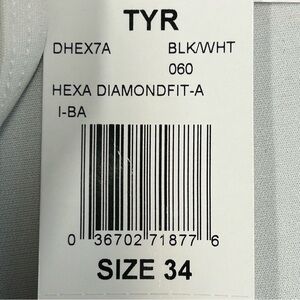 TYR
DHEX7A BLK/WHT
060
HEXA DIAMONDFIT-A
I-BA
0 36702 71877 6
SIZE 34